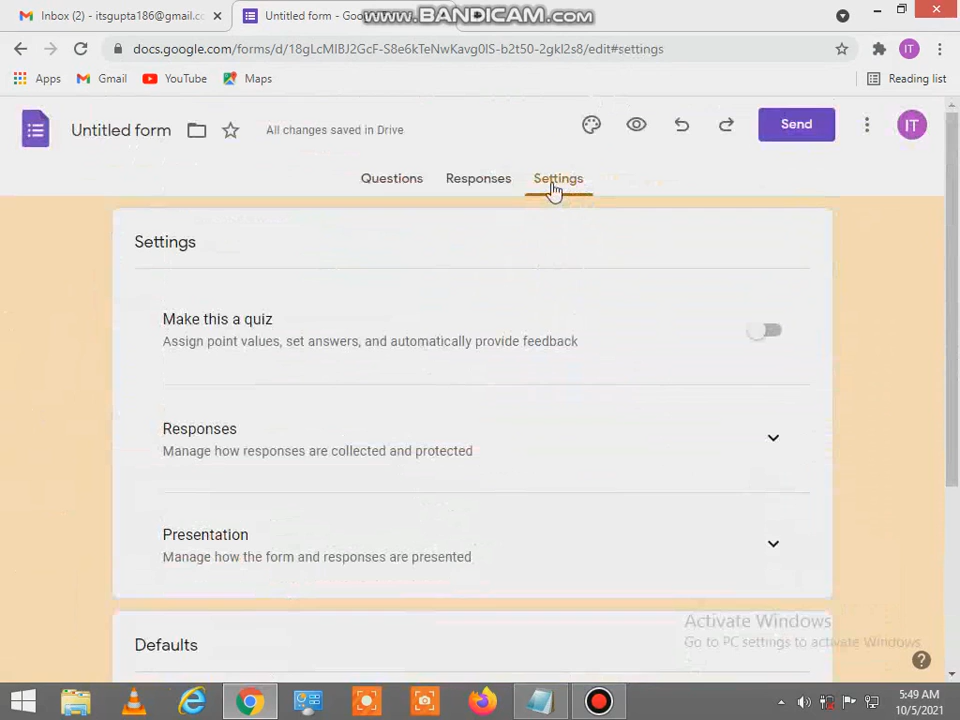 Inbox (2) - itsgupta186@gmail.co
Untitled form - Goo
WWW.BANDICAM.COM
docs.google.com/forms/d/18gLcMIBJ2GcF-S8e6kTeNwKavg0IS-b2t50-2gkl2s8/edit#settings
IT
Apps
Gmail
YouTube
Maps
Reading list
Untitled form
All changes saved in Drive
Send
IT
Questions
Responses
Settings
Settings
Make this a quiz
Assign point values, set answers, and automatically provide feedback
Responses
Manage how responses are collected and protected
Presentation
Manage how the form and responses are presented
Defaults
Activate Windows
Go to PC settings to activate Windows.
5:49 AM
10/5/2021